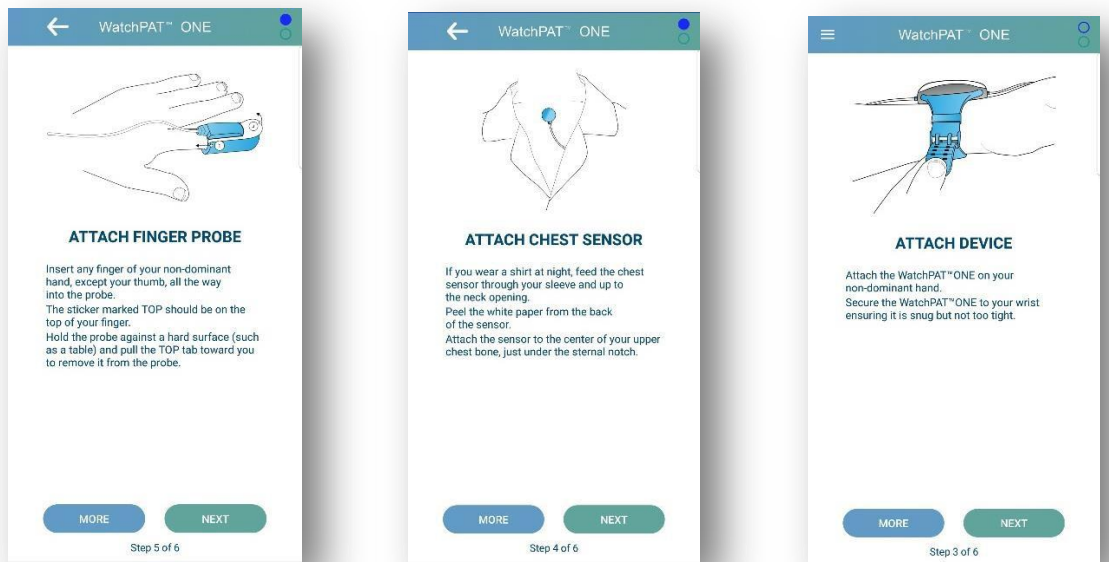 WatchPAT™ ONE
ATTACH FINGER PROBE
Insert any finger of your non-dominant
hand, except your thumb, all the way
into the probe.
The sticker marked TOP should be on the
top of your finger.
Hold the probe against a hard surface (such
as a table) and pull the TOP tab toward you
to remove it from the probe.
MORE
NEXT
Step 5 of 6
WatchPAT™ ONE
ATTACH CHEST SENSOR
If you wear a shirt at night, feed the chest
sensor through your sleeve and up to
the neck opening.
Peel the white paper from the back
of the sensor.
Attach the sensor to the center of your upper
chest bone, just under the sternal notch.
MORE
NEXT
Step 4 of 6
WatchPAT™ ONE
ATTACH DEVICE
Attach the WatchPAT™ONE on your
non-dominant hand.
Secure the WatchPAT™ONE to your wrist
ensuring it is snug but not too tight.
MORE
NEXT
Step 3 of 6